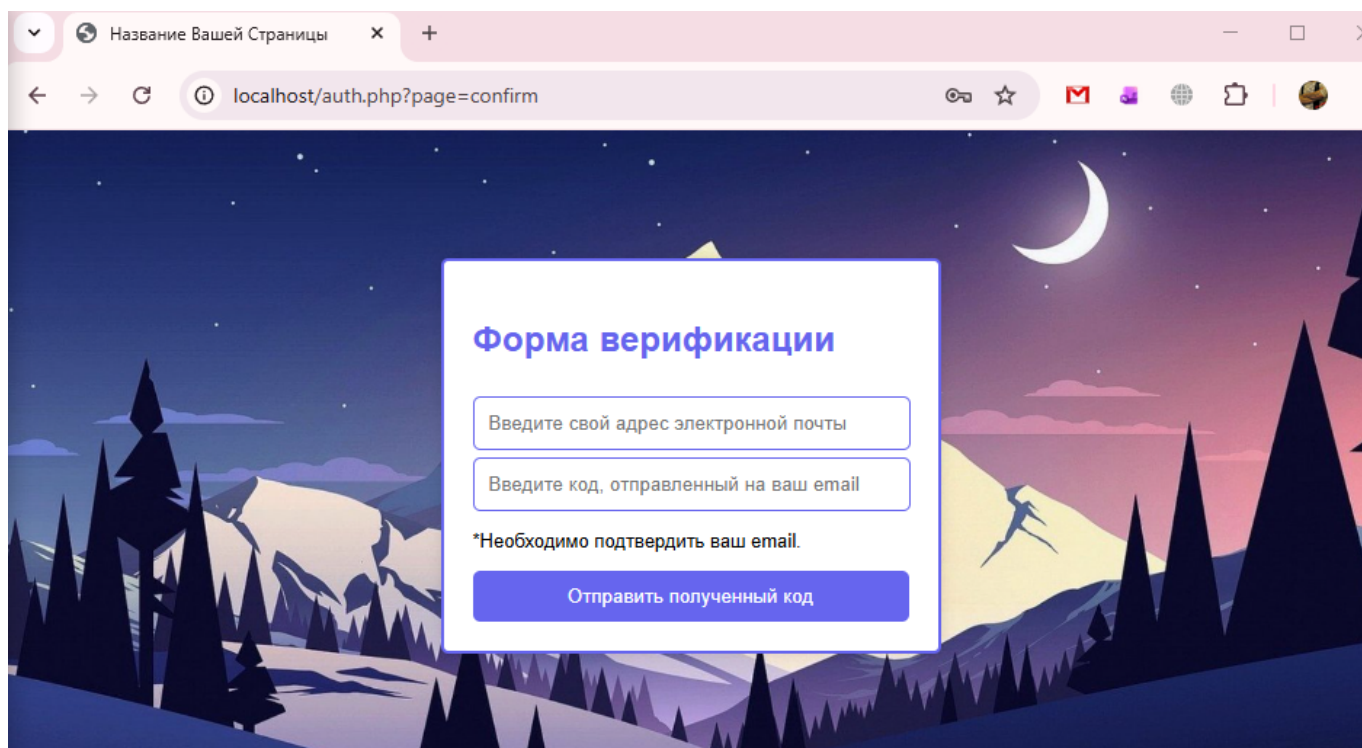 Название Вашей Страницы
localhost/auth.php?page=confirm
Форма верификации
Введите свой адрес электронной почты
Введите код, отправленный на ваш email
*Необходимо подтвердить ваш email.
Отправить полученный код